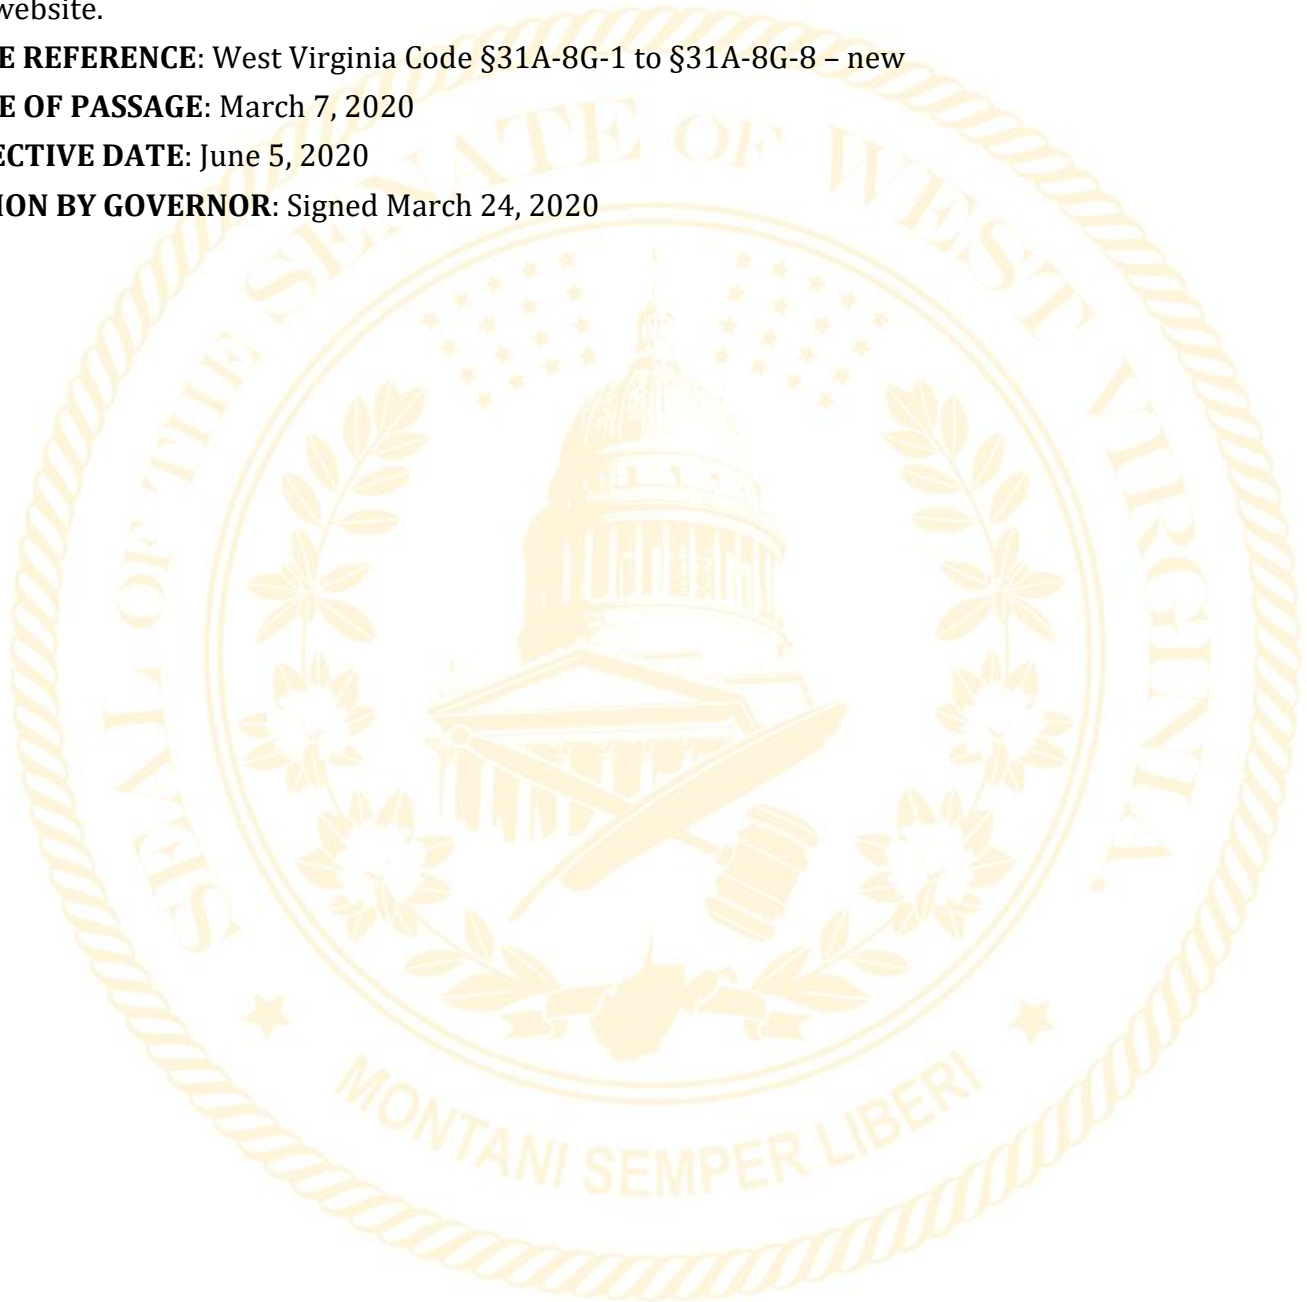 website.
E REFERENCE: West Virginia Code §31A-8G-1 to §31A-8G-8 – new
E OF PASSAGE: March 7, 2020
ECTIVE DATE: June 5, 2020
ION BY GOVERNOR: Signed March 24, 2020
SEAL OF THE SENATE OF WEST VIRGINIA.
MONTANI SEMPER LIBERI